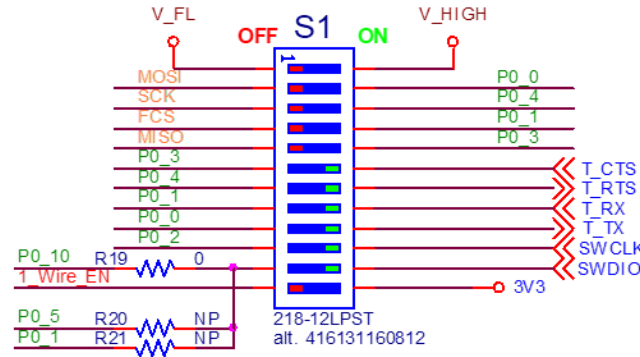 V_FL
V_HIGH
OFF S1 ON
1
MOSI P0_0
SCK P0_4
FCS P0_1
MISO P0_3
P0_3 T_CTS
P0_4 T_RTS
P0_1 T_RX
P0_0 T_TX
P0_2 SWCLK
P0_10 R19 0 SWDIO
1_Wire_EN 3V3
P0_5 R20 NP
P0_1 R21 NP
218-12LPST
alt. 416131160812